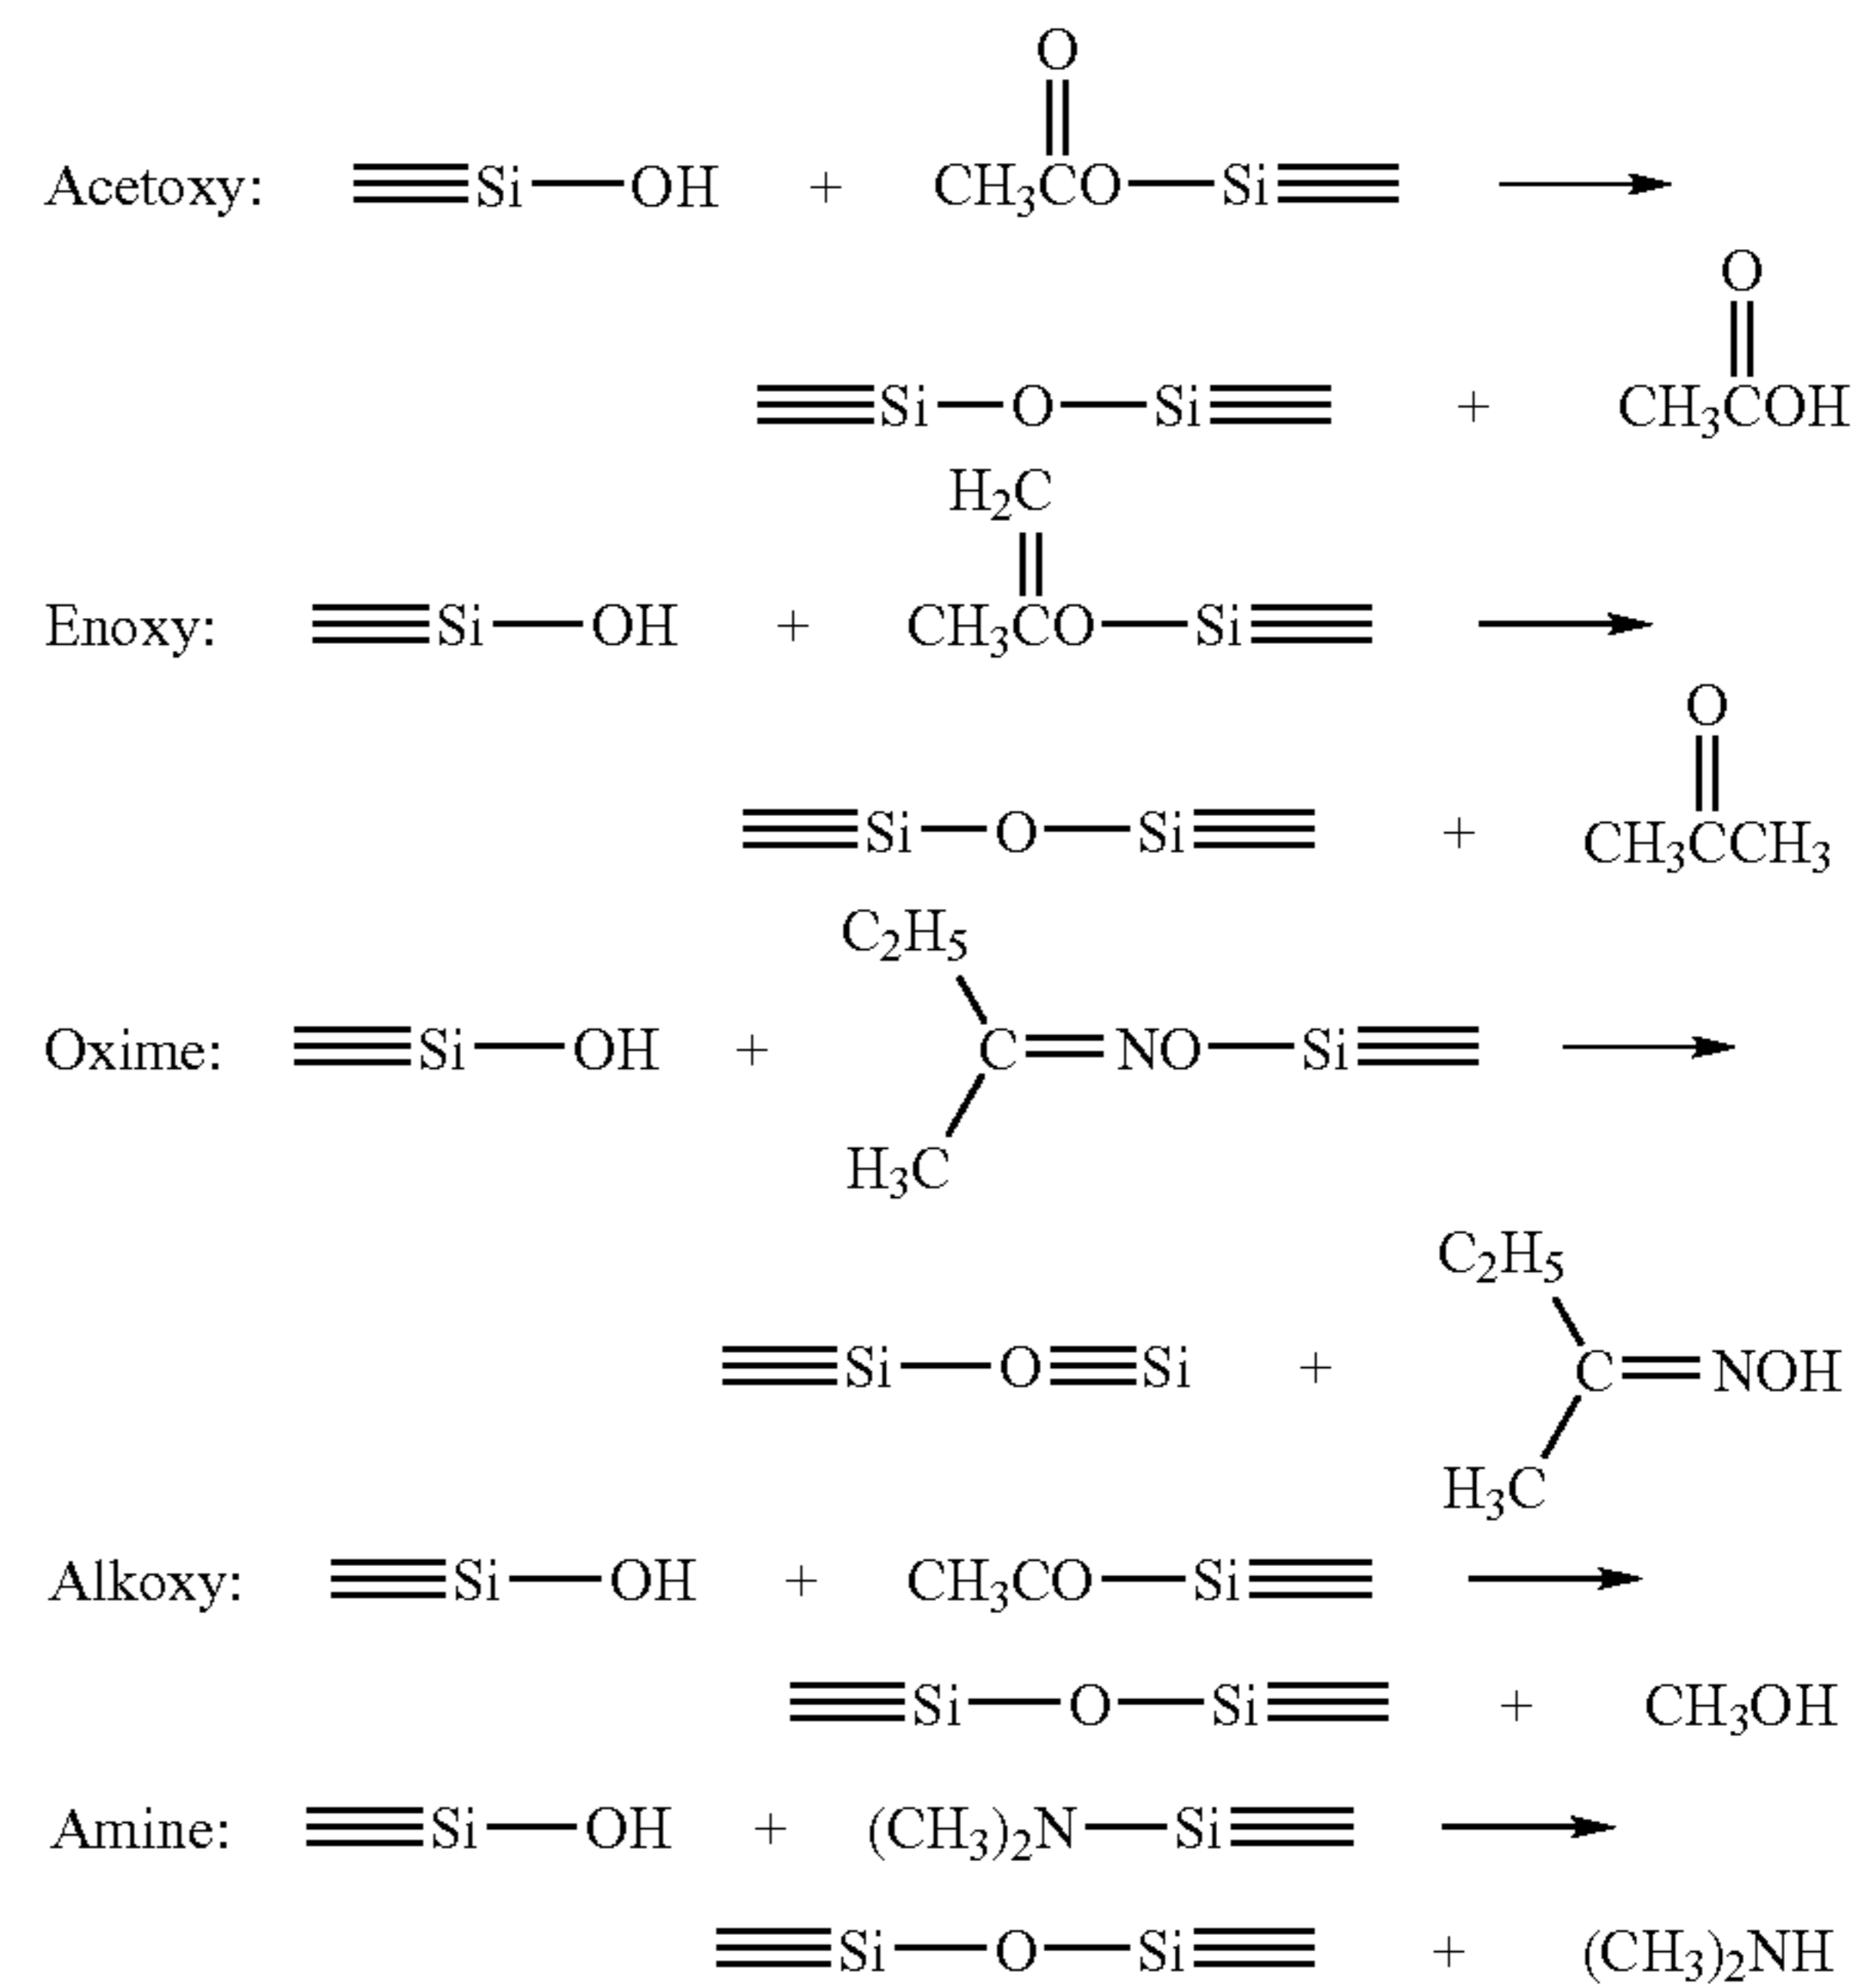 O
Acetoxy: ≡Si—OH + CH₃CO—Si≡ ⟶
O
≡Si—O—Si≡ + CH₃COH
H₂C
Enoxy: ≡Si—OH + CH₃CO—Si≡ ⟶
O
≡Si—O—Si≡ + CH₃CCH₃
C₂H₅
Oxime: ≡Si—OH + C=NO—Si≡ ⟶
H₃C
C₂H₅
≡Si—O≡Si + C=NOH
H₃C
Alkoxy: ≡Si—OH + CH₃CO—Si≡ ⟶
≡Si—O—Si≡ + CH₃OH
Amine: ≡Si—OH + (CH₃)₂N—Si≡ ⟶
≡Si—O—Si≡ + (CH₃)₂NH